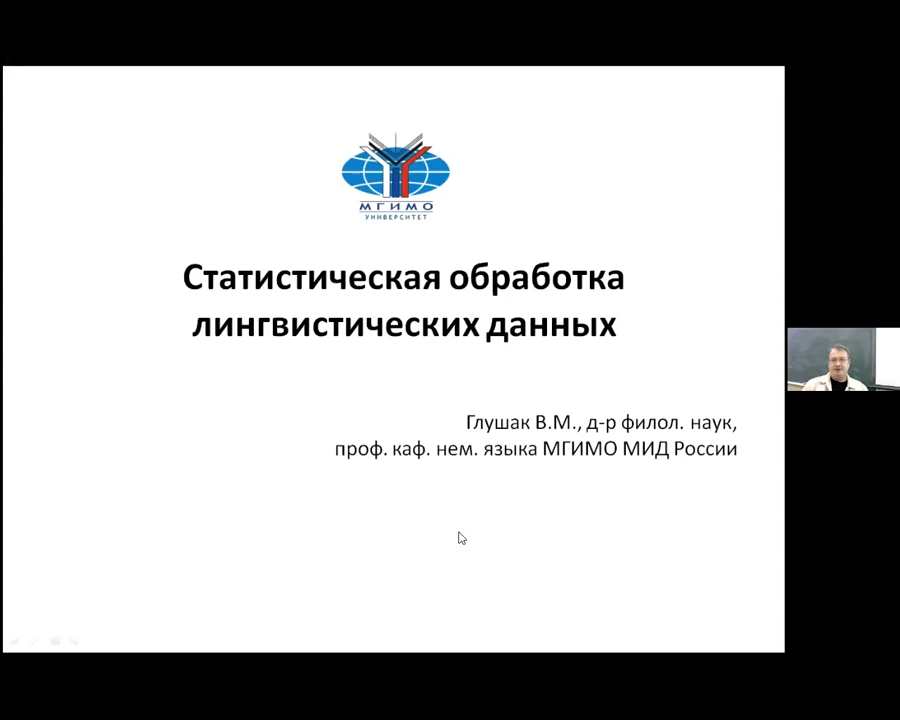 МГИМО
УНИВЕРСИТЕТ
Статистическая обработка
лингвистических данных
Глушак В.М., д-р филол. наук,
проф. каф. нем. языка МГИМО МИД России